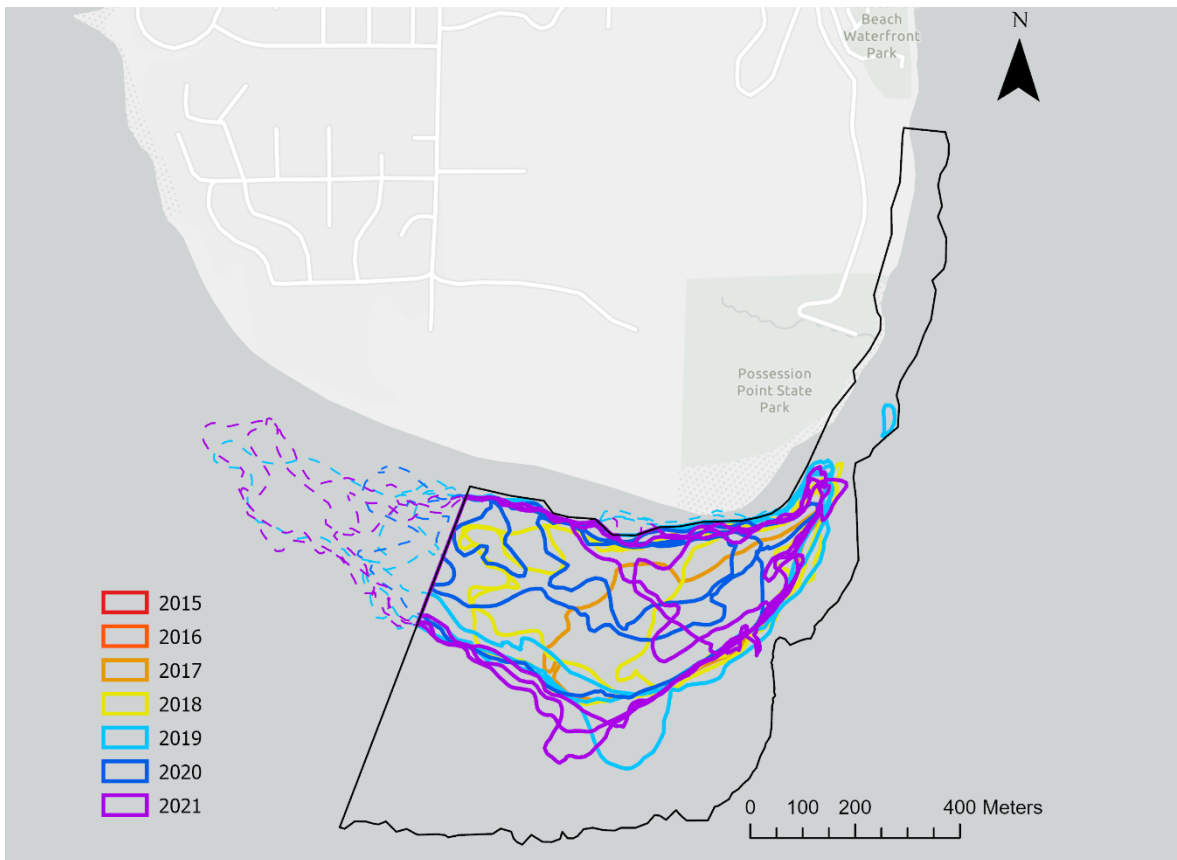 Beach
Waterfront
Park
N
Possession
Point State
Park
2015
2016
2017
2018
2019
2020
2021
0 100 200 400 Meters